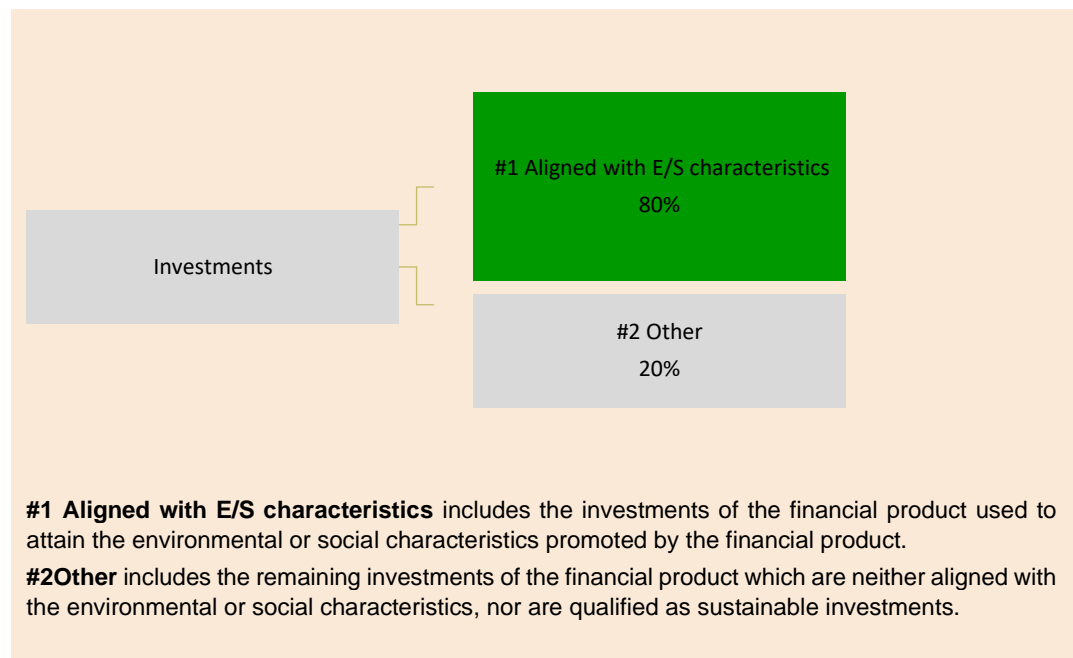 #1 Aligned with E/S characteristics
80%
Investments
#2 Other
20%
#1 Aligned with E/S characteristics includes the investments of the financial product used to
attain the environmental or social characteristics promoted by the financial product.
#2Other includes the remaining investments of the financial product which are neither aligned with
the environmental or social characteristics, nor are qualified as sustainable investments.